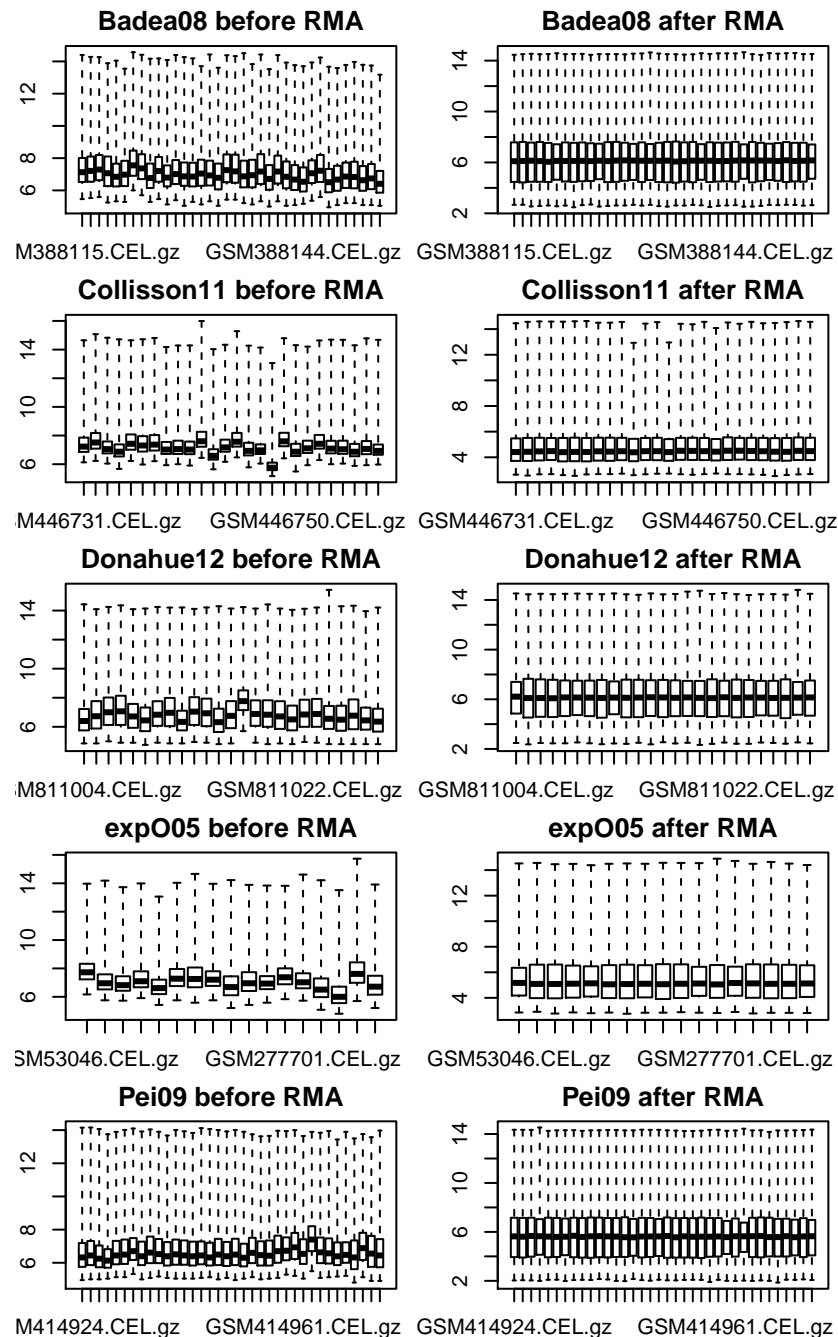 Badea08 before RMA
12
8
6
M388115.CEL.gz GSM388144.CEL.gz
Badea08 after RMA
14
10
6
2
GSM388115.CEL.gz GSM388144.CEL.gz
Collisson11 before RMA
14
10
6
M446731.CEL.gz GSM446750.CEL.gz
Collisson11 after RMA
12
8
4
GSM446731.CEL.gz GSM446750.CEL.gz
Donahue12 before RMA
14
10
6
M811004.CEL.gz GSM811022.CEL.gz
Donahue12 after RMA
14
10
6
2
GSM811004.CEL.gz GSM811022.CEL.gz
expO05 before RMA
14
10
6
SM53046.CEL.gz GSM277701.CEL.gz
expO05 after RMA
12
8
4
GSM53046.CEL.gz GSM277701.CEL.gz
Pei09 before RMA
12
8
6
M414924.CEL.gz GSM414961.CEL.gz
Pei09 after RMA
14
10
6
2
GSM414924.CEL.gz GSM414961.CEL.gz